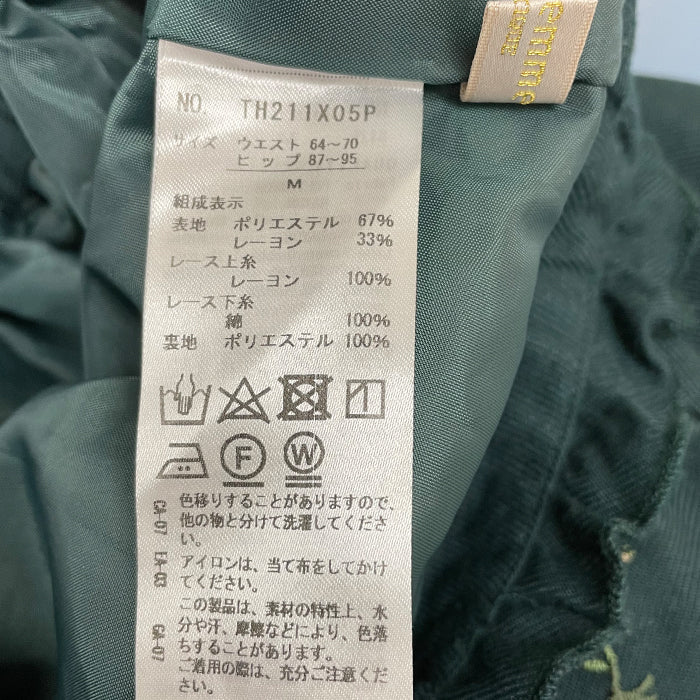 emme
NO. TH211X05P
サイズ ウエスト 64〜70
ヒップ 87〜95
M
組成表示
表地 ポリエステル 67%
レーヨン 33%
レース上糸
レーヨン 100%
レース下糸
綿 100%
裏地 ポリエステル 100%
F W
CA-07 色移りすることがありますので、
他の物と分けて洗濯してくださ
い。
EA-03 アイロンは、当て布をしてかけ
てください。
GA-07 この製品は、素材の特性上、水
分や汗、摩擦などにより、色落
ちすることがあります。
ご着用の際は、充分ご注意くだ
さい。